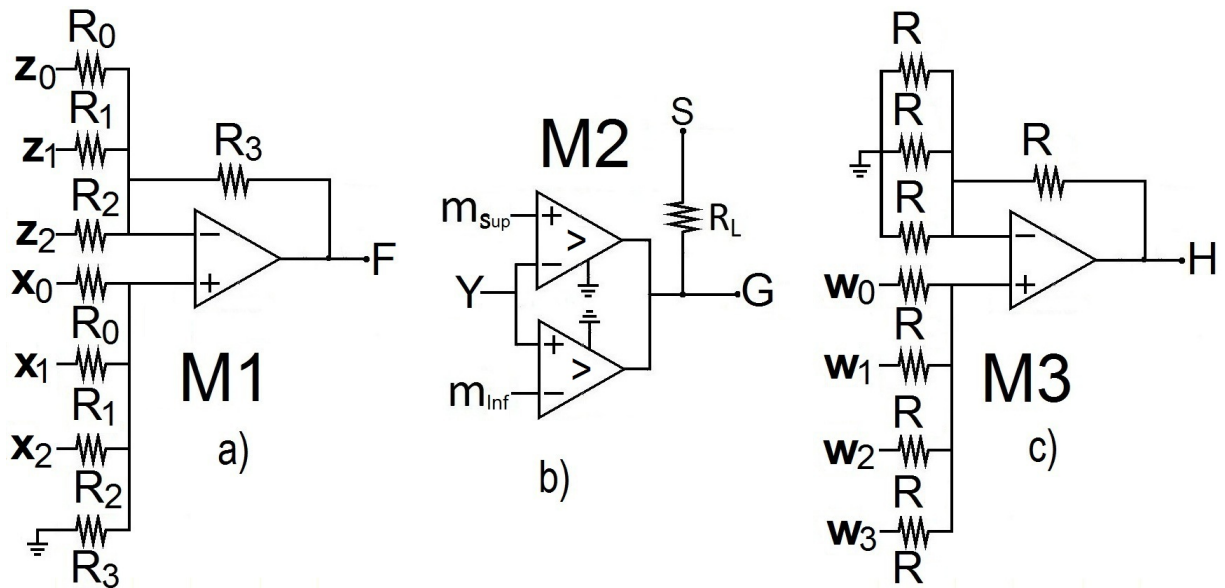 R0
z0
R1
z1
R2
z2
x0
R0
x1
R1
x2
R2
R3
R3
F
M1
a)
M2
mSup
+
>
−
Y
+
>
mInf
−
S
RL
G
b)
R
R
R
R
−
+
H
w0
R
w1
R
w2
R
w3
R
M3
c)
−
+